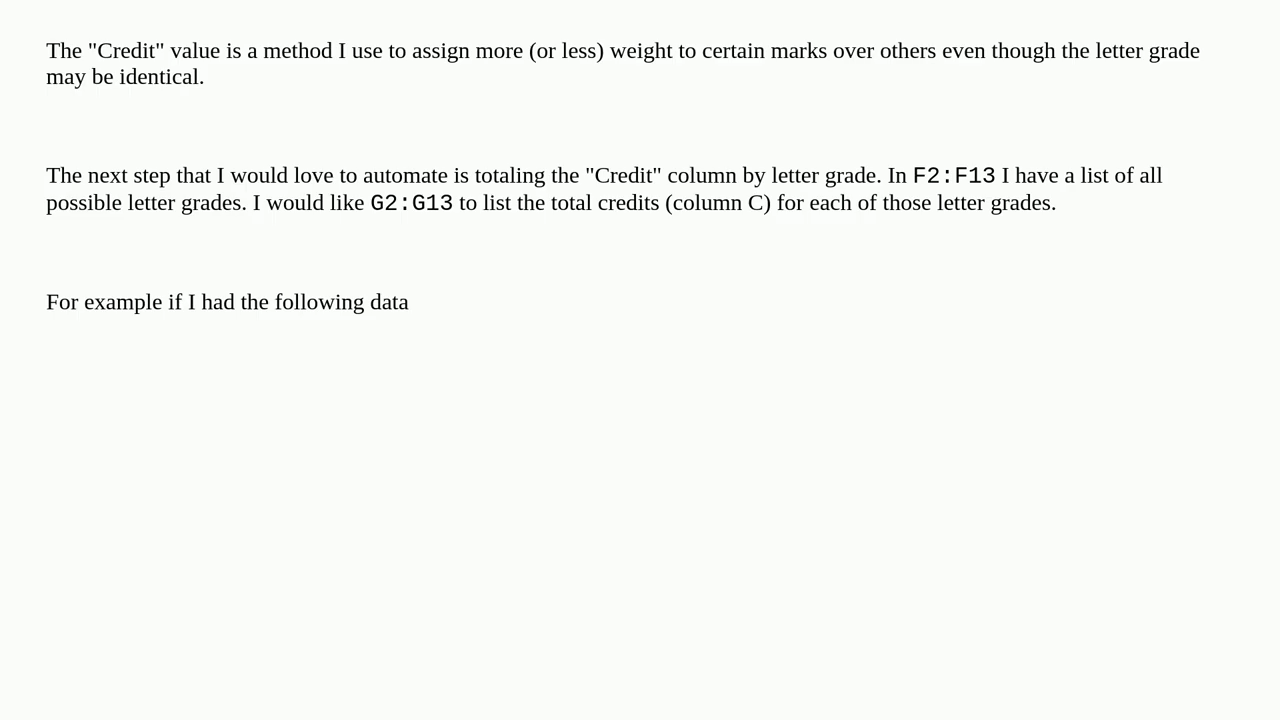 The "Credit" value is a method I use to assign more (or less) weight to certain marks over others even though the letter grade
may be identical.
The next step that I would love to automate is totaling the "Credit" column by letter grade. In F2:F13 I have a list of all
possible letter grades. I would like G2:G13 to list the total credits (column C) for each of those letter grades.
For example if I had the following data